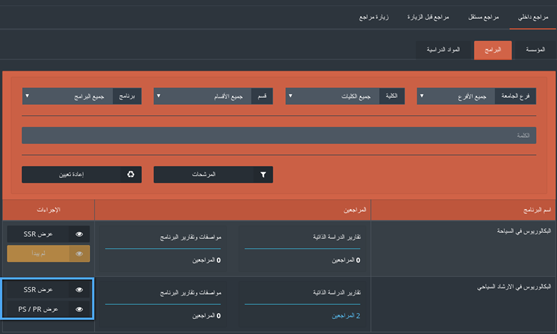 مراجع داخلي
مراجع مستقل
مراجع قبل الزيارة
زيارة مراجع
المؤسسة
البرامج
المواد الدراسية
فرع الجامعة
جميع الأفرع
الكلية
جميع الكليات
قسم
جميع الأقسام
برنامج
جميع البرامج
المرشحات
إعادة تعيين
اسم البرنامج
المراجعين
الإجراءات
البكالوريوس في السياحة
تقارير الدراسة الذاتية
0 المراجعين
مواصفات وتقارير البرنامج
0 المراجعين
عرض SSR
البكالوريوس في الارشاد السياحي
تقارير الدراسة الذاتية
2 المراجعين
مواصفات وتقارير البرنامج
0 المراجعين
عرض SSR
عرض PS / PR